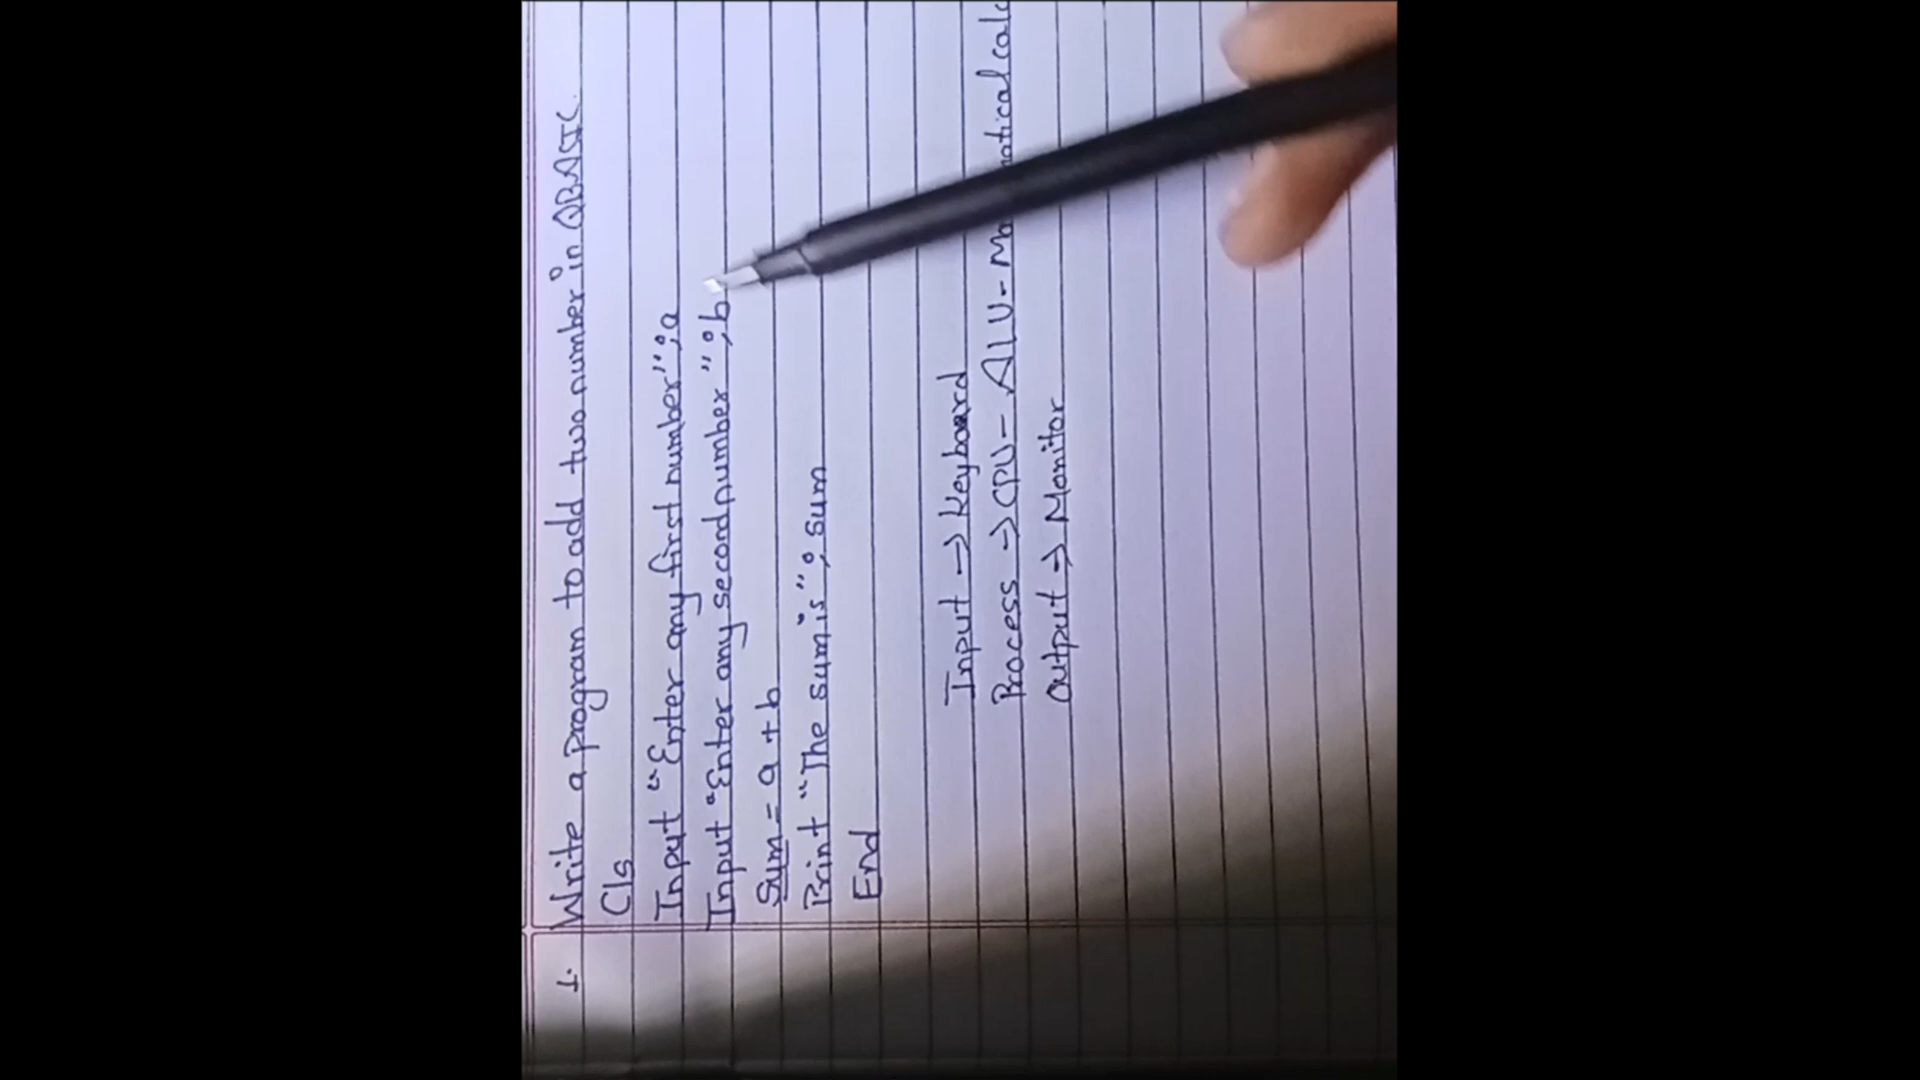 1. Write a program to add two number in QBASIC.
Cls
Input "Enter any first number"; a
Input "Enter any second number"; b
Sum = a + b
Print "The sum is"; sum
End
Input → Keyboard
Process → CPU - ALU -
Output → Monitor